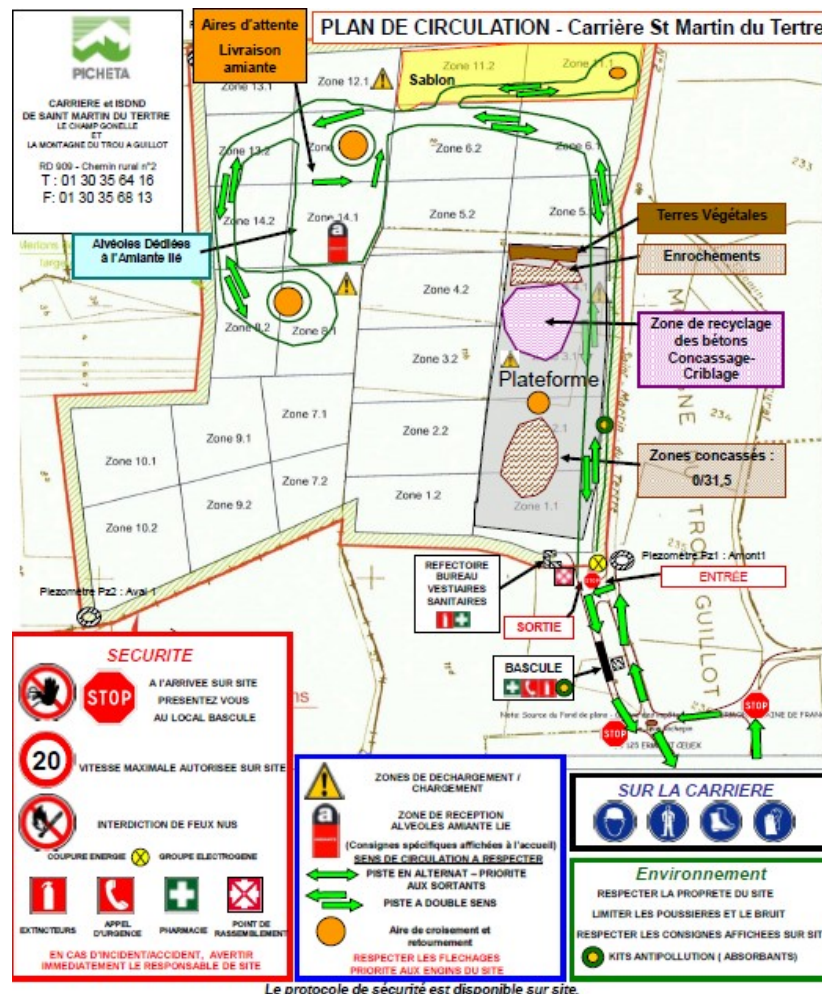 PLAN DE CIRCULATION - Carrière St Martin du Tertre
PICHETA
CARRIERE et ISDND
DE SAINT MARTIN DU TERTRE
LE CHAMP GONELLE
ET
LA MONTAGNE DU TROU A GUILLOT
RD 909 - Chemin rural n°2
T : 01 30 35 64 16
F: 01 30 35 68 13
Aires d'attente
Livraison
amiante
Sablon
Zone 11.2
Zone 11.1
Zone 12.1
Zone 13.1
Zone 13.2
Zone 6.2
Zone 6.1
Zone 14.2
Zone 14.1
Zone 5.2
Zone 5.1
Alvéoles Dédiées
à l'Amiante lié
Terres Végétales
Enrochements
Zone 4.2
Zone 8.2
Zone 8.1
Zone de recyclage
des bétons
Concassage-
Criblage
Zone 3.2
Plateforme
Zone 7.1
Zone 9.1
Zone 10.1
Zone 2.2
Zone 7.2
Zone 9.2
Zone 10.2
Zone 1.2
Zone 1.1
Zones concassés :
0/31,5
233
234
235
TROU
GUILLOT
Piezomètre Pz1 : Amont1
Piezomètre Pz2 : Aval 1
REFECTOIRE
BUREAU
VESTIAIRES
SANITAIRES
STOP
ENTRÉE
SORTIE
BASCULE
STOP
STOP
SECURITE
STOP
A l'ARRIVEE SUR SITE
PRESENTEZ VOUS
AU LOCAL BASCULE
20
VITESSE MAXIMALE AUTORISEE SUR SITE
INTERDICTION DE FEUX NUS
COUPURE ENERGIE
GROUPE ELECTROGENE
EXTINCTEURS
APPEL
D'URGENCE
PHARMACIE
POINT DE
RASSEMBLEMENT
EN CAS D'INCIDENT/ACCIDENT, AVERTIR
IMMEDIATEMENT LE RESPONSABLE DE SITE
ZONES DE DECHARGEMENT /
CHARGEMENT
ZONE DE RECEPTION
ALVEOLES AMIANTE LIE
(Consignes spécifiques affichées à l'accueil)
SENS DE CIRCULATION A RESPECTER
PISTE EN ALTERNAT – PRIORITE
AUX SORTANTS
PISTE A DOUBLE SENS
Aire de croisement et
retournement
RESPECTER LES FLECHAGES
PRIORITE AUX ENGINS DU SITE
SUR LA CARRIERE
Environnement
RESPECTER LA PROPRETE DU SITE
LIMITER LES POUSSIERES ET LE BRUIT
RESPECTER LES CONSIGNES AFFICHEES SUR SITE
KITS ANTIPOLLUTION ( ABSORBANTS)
Le protocole de sécurité est disponible sur site.